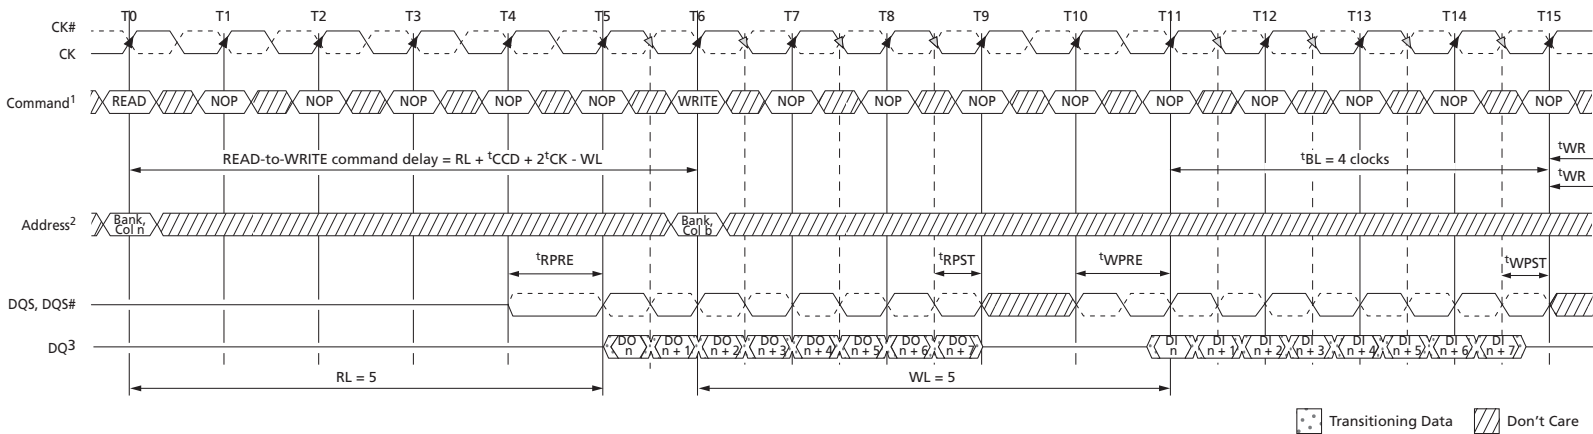 T0 T1 T2 T3 T4 T5 T6 T7 T8 T9 T10 T11 T12 T13 T14 T15
CK#
CK
Command1 READ NOP NOP NOP NOP NOP WRITE NOP NOP NOP NOP NOP NOP NOP NOP NOP
READ-to-WRITE command delay = RL + tCCD + 2tCK - WL
tBL = 4 clocks
tWR
tWR
Address2
Bank, Col n
Bank, Col b
tRPRE tRPST tWPRE tWPST
DQS, DQS#
DQ3
DO n
DO n + 1
DO n + 2
DO n + 3
DO n + 4
DO n + 5
DO n + 6
DO n + 7
DI n
DI n + 1
DI n + 2
DI n + 3
DI n + 4
DI n + 5
DI n + 6
DI n + 7
RL = 5 WL = 5
Transitioning Data Don't Care